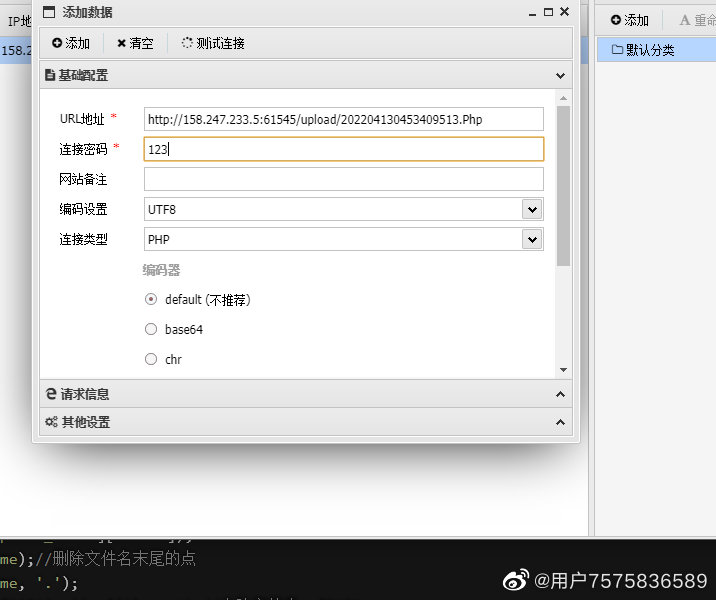 添加数据
IP地
添加
清空
测试连接
添加
重命
158.2
基础配置
默认分类
URL地址 *
http://158.247.233.5:61545/upload/202204130453409513.Php
连接密码 *
123
网站备注
编码设置
UTF8
连接类型
PHP
编码器
default (不推荐)
base64
chr
请求信息
其他设置
me);//删除文件名末尾的点
me, '.');
@用户7575836589